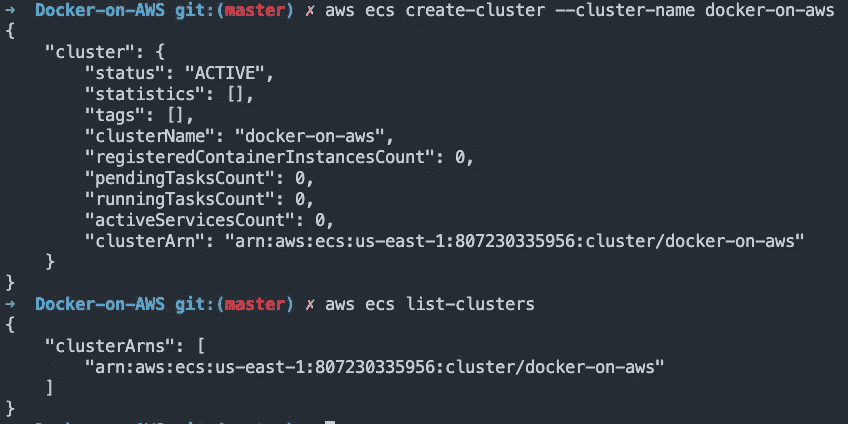 ➜  Docker-on-AWS git:(master) ✗ aws ecs create-cluster --cluster-name docker-on-aws
{
    "cluster": {
        "status": "ACTIVE",
        "statistics": [],
        "tags": [],
        "clusterName": "docker-on-aws",
        "registeredContainerInstancesCount": 0,
        "pendingTasksCount": 0,
        "runningTasksCount": 0,
        "activeServicesCount": 0,
        "clusterArn": "arn:aws:ecs:us-east-1:807230335956:cluster/docker-on-aws"
    }
}
➜  Docker-on-AWS git:(master) ✗ aws ecs list-clusters
{
    "clusterArns": [
        "arn:aws:ecs:us-east-1:807230335956:cluster/docker-on-aws"
    ]
}